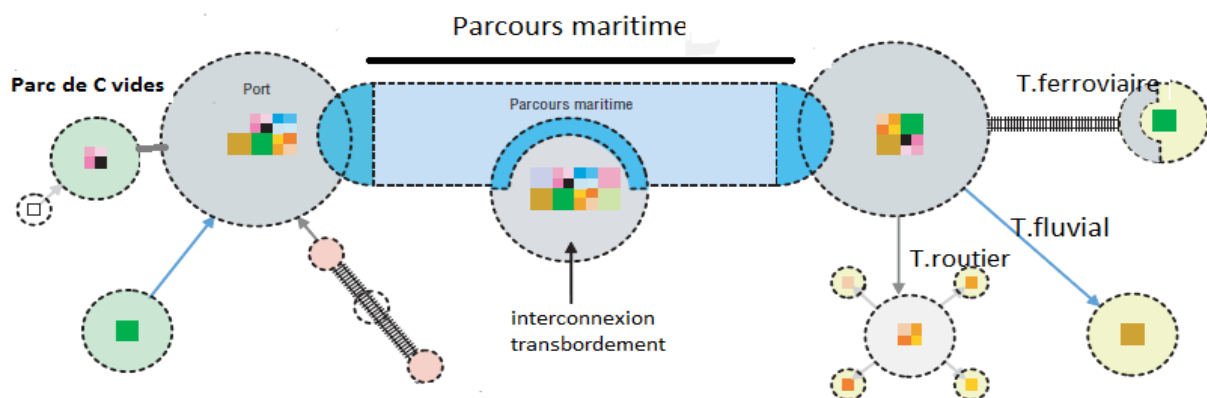 Parcours maritime
Parc de C vides
Port
Parcours maritime
T.ferroviaire
T.fluvial
T.routier
interconnexion
transbordement